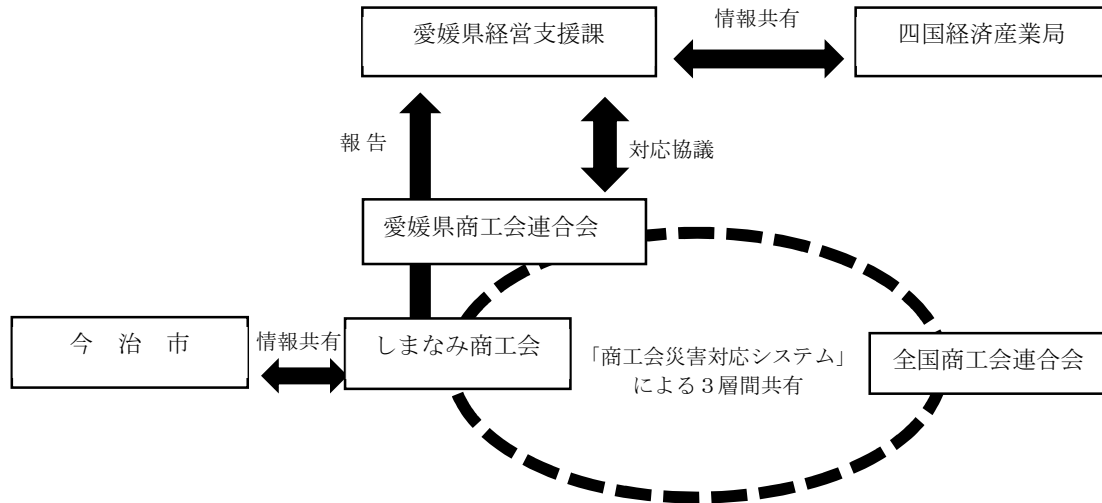 愛媛県経営支援課
情報共有
四国経済産業局
報 告
対応協議
愛媛県商工会連合会
今 治 市
情報共有
しまなみ商工会
「商工会災害対応システム」
による３層間共有
全国商工会連合会